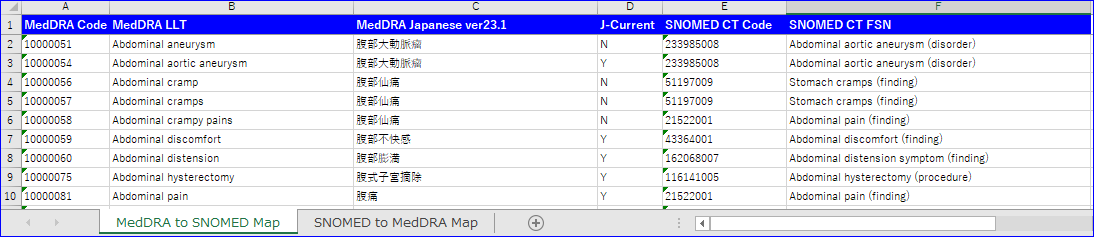 A B C D E F
1 MedDRA Code MedDRA LLT MedDRA Japanese ver23.1 J-Current SNOMED CT Code SNOMED CT FSN
2 10000051 Abdominal aneurysm 腹部大動脈瘤 N 233985008 Abdominal aortic aneurysm (disorder)
3 10000054 Abdominal aortic aneurysm 腹部大動脈瘤 Y 233985008 Abdominal aortic aneurysm (disorder)
4 10000056 Abdominal cramp 腹部仙痛 N 51197009 Stomach cramps (finding)
5 10000057 Abdominal cramps 腹部仙痛 N 51197009 Stomach cramps (finding)
6 10000058 Abdominal crampy pains 腹部仙痛 N 21522001 Abdominal pain (finding)
7 10000059 Abdominal discomfort 腹部不快感 Y 43364001 Abdominal discomfort (finding)
8 10000060 Abdominal distension 腹部膨満 Y 162068007 Abdominal distension symptom (finding)
9 10000075 Abdominal hysterectomy 腹式子宮摘除 Y 116141005 Abdominal hysterectomy (procedure)
10 10000081 Abdominal pain 腹痛 Y 21522001 Abdominal pain (finding)
MedDRA to SNOMED Map SNOMED to MedDRA Map